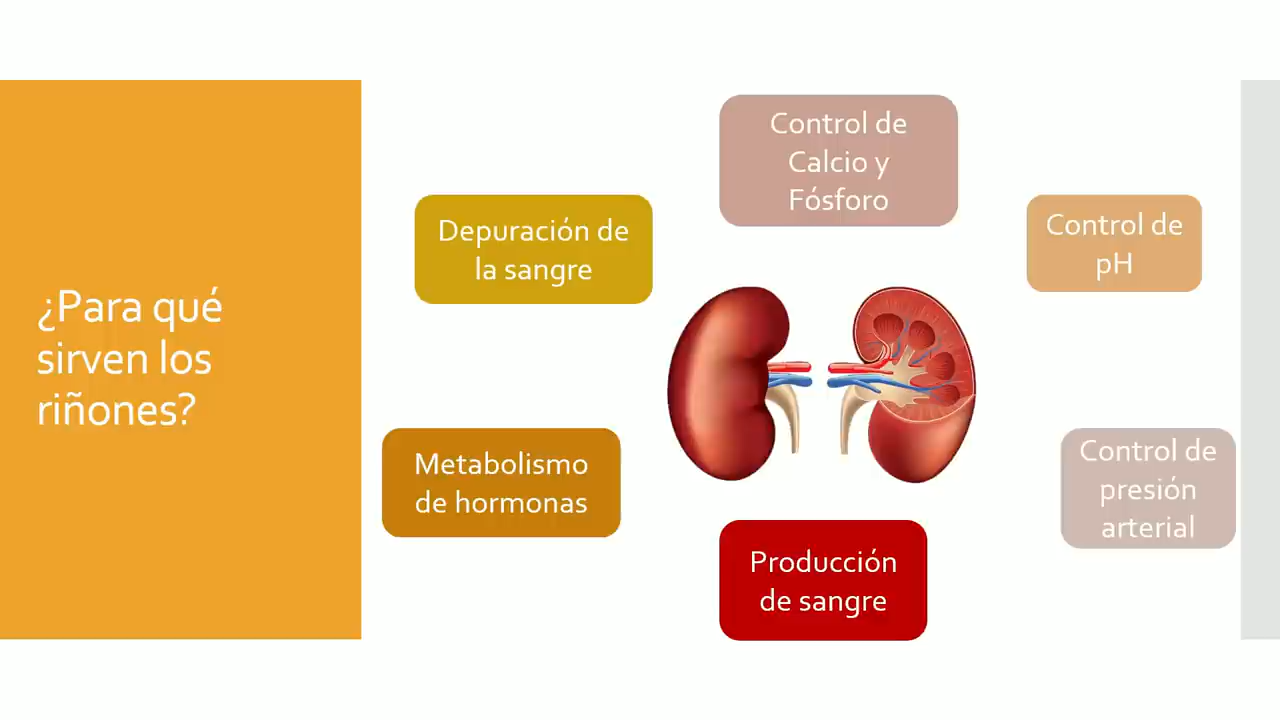 ¿Para qué
sirven los
riñones?
Control de
Calcio y
Fósforo
Depuración de
la sangre
Control de
pH
Metabolismo
de hormonas
Control de
presión
arterial
Producción
de sangre